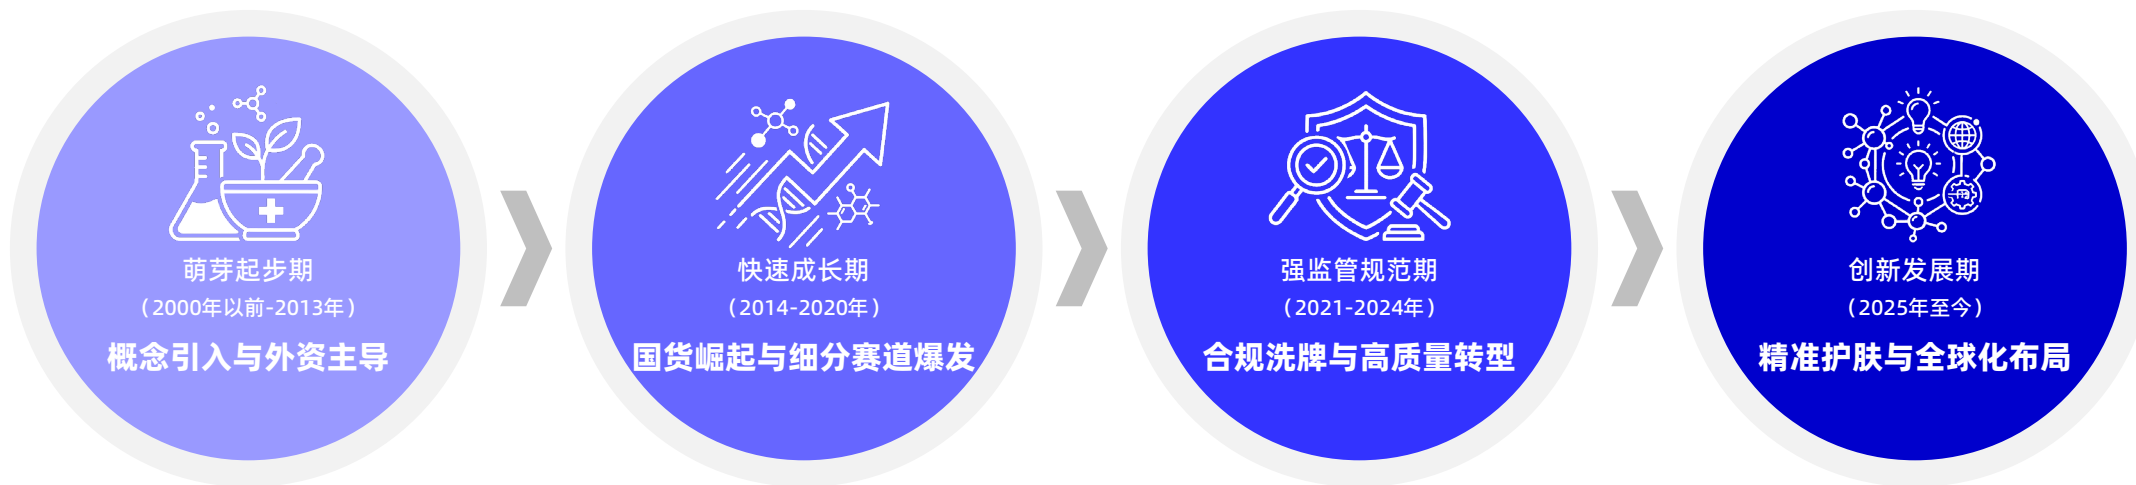 萌芽起步期
（2000年以前-2013年）
概念引入与外资主导
快速成长期
（2014-2020年）
国货崛起与细分赛道爆发
强监管规范期
（2021-2024年）
合规洗牌与高质量转型
创新发展期
（2025年至今）
精准护肤与全球化布局